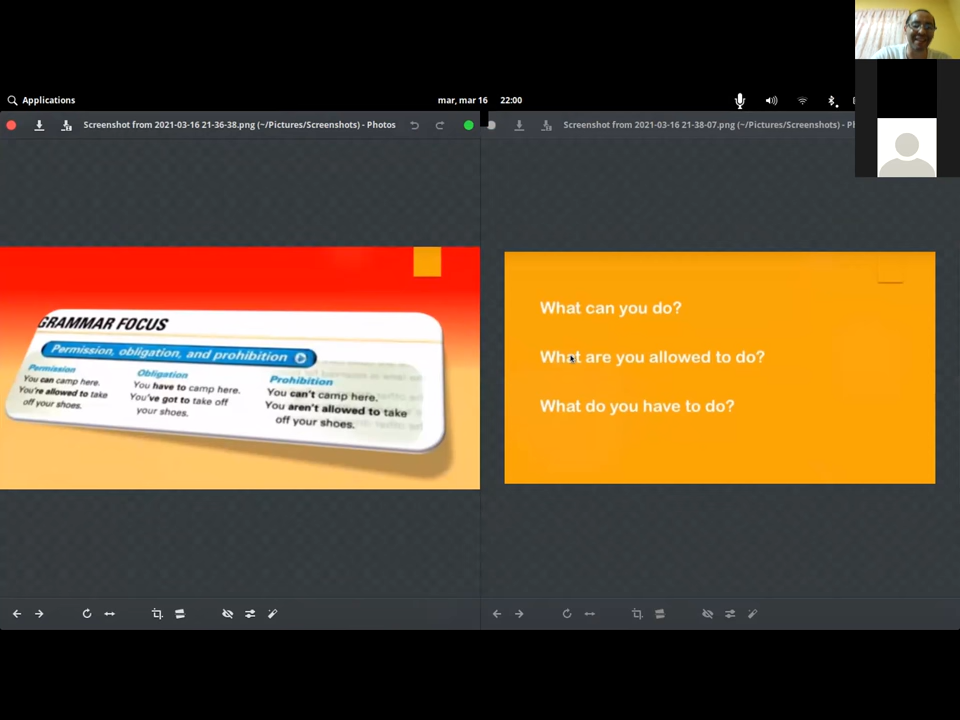 Applications
mar, mar 16 22:00
Screenshot from 2021-03-16 21-36-38.png (~/Pictures/Screenshots) - Photos
Screenshot from 2021-03-16 21-38-07.png (~/Pictures/Screenshots) - P
GRAMMAR FOCUS
Permission, obligation, and prohibition
Permission
You can camp here.
You're allowed to take
off your shoes.
Obligation
You have to camp here.
You've got to take off
your shoes.
Prohibition
You can't camp here.
You aren't allowed to take
off your shoes.
What can you do?
What are you allowed to do?
What do you have to do?